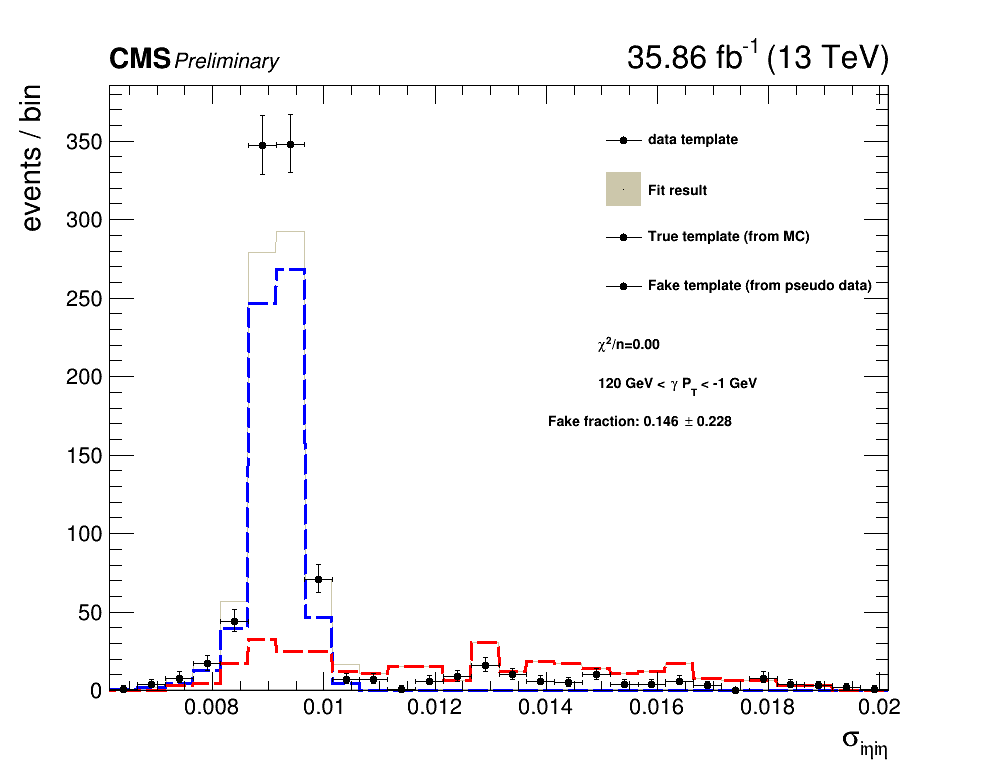 CMS Preliminary 35.86 fb⁻¹ (13 TeV)
events / bin
350
300
250
200
150
100
50
0
data template
Fit result
True template (from MC)
Fake template (from pseudo data)
χ²/n=0.00
120 GeV < γ P_T < -1 GeV
Fake fraction: 0.146 ± 0.228
0.008 0.01 0.012 0.014 0.016 0.018 0.02
σ_iηiη